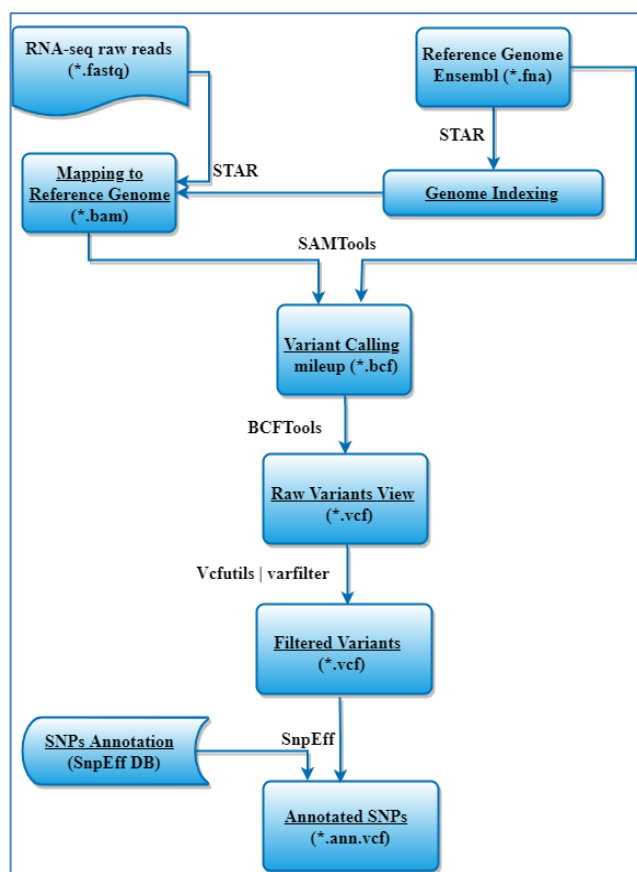 RNA-seq raw reads
(*.fastq)
Reference Genome
Ensembl (*.fna)
STAR
Mapping to
Reference Genome
(*.bam)
STAR
Genome Indexing
SAMTools
Variant Calling
mileup (*.bcf)
BCFTools
Raw Variants View
(*.vcf)
Vcfutils | varfilter
Filtered Variants
(*.vcf)
SNPs Annotation
(SnpEff DB)
SnpEff
Annotated SNPs
(*.ann.vcf)